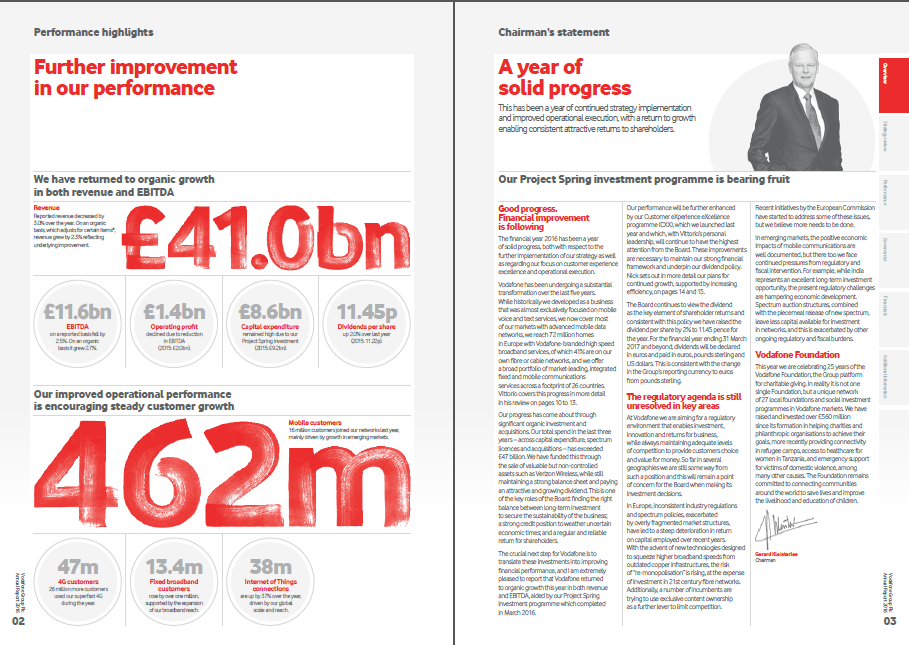 Performance highlights
Further improvement
in our performance
We have returned to organic growth
in both revenue and EBITDA
Revenue
Reported revenue decreased by
3.0% over the year. On an organic
basis, which adjusts for certain items*,
revenue grew by 2.3% reflecting
underlying improvement.
£41.0bn
£11.6bn
EBITDA
on a reported basis fell by
2.5%. On an organic
basis it grew 2.7%.
£1.4bn
Operating profit
declined due to reduction
in EBITDA
(2015: £2.0bn).
£8.6bn
Capital expenditure
remained high due to our
Project Spring investment
(2015: £9.2bn).
11.45p
Dividends per share
up 2.0% over last year
(2015: 11.22p).
Our improved operational performance
is encouraging steady customer growth
462m
Mobile customers
16 million customers joined our networks last year,
mainly driven by growth in emerging markets.
47m
4G customers
26 million more customers
used our superfast 4G
during the year.
13.4m
Fixed broadband
customers
rose by over one million,
supported by the expansion
of our broadband reach.
38m
Internet of Things
connections
are up by 37% over the year,
driven by our global
scale and reach.
Vodafone Group Plc
Annual Report 2016
02
Chairman's statement
A year of
solid progress
This has been a year of continued strategy implementation
and improved operational execution, with a return to growth
enabling consistent attractive returns to shareholders.
Our Project Spring investment programme is bearing fruit
Good progress.
Financial improvement
is following
The financial year 2016 has been a year
of solid progress, both with respect to the
further implementation of our strategy as well
as regarding our focus on customer experience
excellence and operational execution.
Vodafone has been undergoing a substantial
transformation over the last five years.
While historically we developed as a business
that was almost exclusively focused on mobile
voice and text services, we now cover most
of our markets with advanced mobile data
networks, we reach 72 million homes
in Europe with Vodafone-branded high speed
broadband services, of which 41% are on our
own fibre or cable networks, and we offer
a broad portfolio of market-leading, integrated
fixed and mobile communications
services across a footprint of 26 countries.
Vittorio covers this progress in more detail
in his review on pages 10 to 13.
Our progress has come about through
significant organic investment and
acquisitions. Our total spend in the last three
years – across capital expenditure, spectrum
licences and acquisitions – has exceeded
£47 billion. We have funded this through
the sale of valuable but non-controlled
assets such as Verizon Wireless, while still
maintaining a strong balance sheet and paying
an attractive and growing dividend. This is one
of the key roles of the Board: finding the right
balance between long-term investment
to secure the sustainability of the business;
a strong credit position to weather uncertain
economic times; and a regular and reliable
return for shareholders.
The crucial next step for Vodafone is to
translate these investments into improving
financial performance, and I am extremely
pleased to report that Vodafone returned
to organic growth this year in both revenue
and EBITDA, aided by our Project Spring
investment programme which completed
in March 2016.
Our performance will be further enhanced
by our Customer eXperience eXcellence
programme (CXX), which we launched last
year and which, with Vittorio's personal
leadership, will continue to have the highest
attention from the Board. These improvements
are necessary to maintain our strong financial
framework and underpin our dividend policy.
Nick sets out in more detail our plans for
continued growth, supported by increasing
efficiency, on pages 14 and 15.
The Board continues to view the dividend
as the key element of shareholder returns and
consistent with this policy we have raised the
dividend per share by 2% to 11.45 pence for
the year. For the financial year ending 31 March
2017 and beyond, dividends will be declared
in euros and paid in euros, pounds sterling and
US dollars. This is consistent with the change
in the Group's reporting currency to euros
from pounds sterling.
The regulatory agenda is still
unresolved in key areas
At Vodafone we are aiming for a regulatory
environment that enables investment,
innovation and returns for business,
while always maintaining adequate levels
of competition to provide customers choice
and value for money. So far in several
geographies we are still some way from
such a position and this will remain a point
of concern for the Board when making its
investment decisions.
In Europe, inconsistent industry regulations
and spectrum policies, exacerbated
by overly fragmented market structures,
have led to a steep deterioration in return
on capital employed over recent years.
With the advent of new technologies designed
to squeeze higher broadband speeds from
outdated copper infrastructures, the risk
of "re-monopolisation" is rising, at the expense
of investment in 21st century fibre networks.
Additionally, a number of incumbents are
trying to use exclusive content ownership
as a further lever to limit competition.
Recent initiatives by the European Commission
have started to address some of these issues,
but we believe more needs to be done.
In emerging markets, the positive economic
impacts of mobile communications are
well documented, but there too we face
continued pressures from regulatory and
fiscal intervention. For example, while India
represents an excellent long-term investment
opportunity, the present regulatory challenges
are hampering economic development.
Spectrum auction structures, combined
with the piecemeal release of new spectrum,
leave less capital available for investment
in networks, and this is exacerbated by other
ongoing regulatory and fiscal burdens.
Vodafone Foundation
This year we are celebrating 25 years of the
Vodafone Foundation, the Group platform
for charitable giving. In reality it is not one
single Foundation, but a unique network
of 27 local foundations and social investment
programmes in Vodafone markets. We have
raised and invested over £560 million
since its formation in helping charities and
philanthropic organisations to achieve their
goals, more recently providing connectivity
in refugee camps, access to healthcare for
women in Tanzania, and emergency support
for victims of domestic violence, among
many other causes. The Foundation remains
committed to connecting communities
around the world to save lives and improve
the livelihood and education of children.
Gerard Kleisterlee
Chairman
Overview
Strategy review
Performance
Governance
Financials
Additional information
Vodafone Group Plc
Annual Report 2016
03